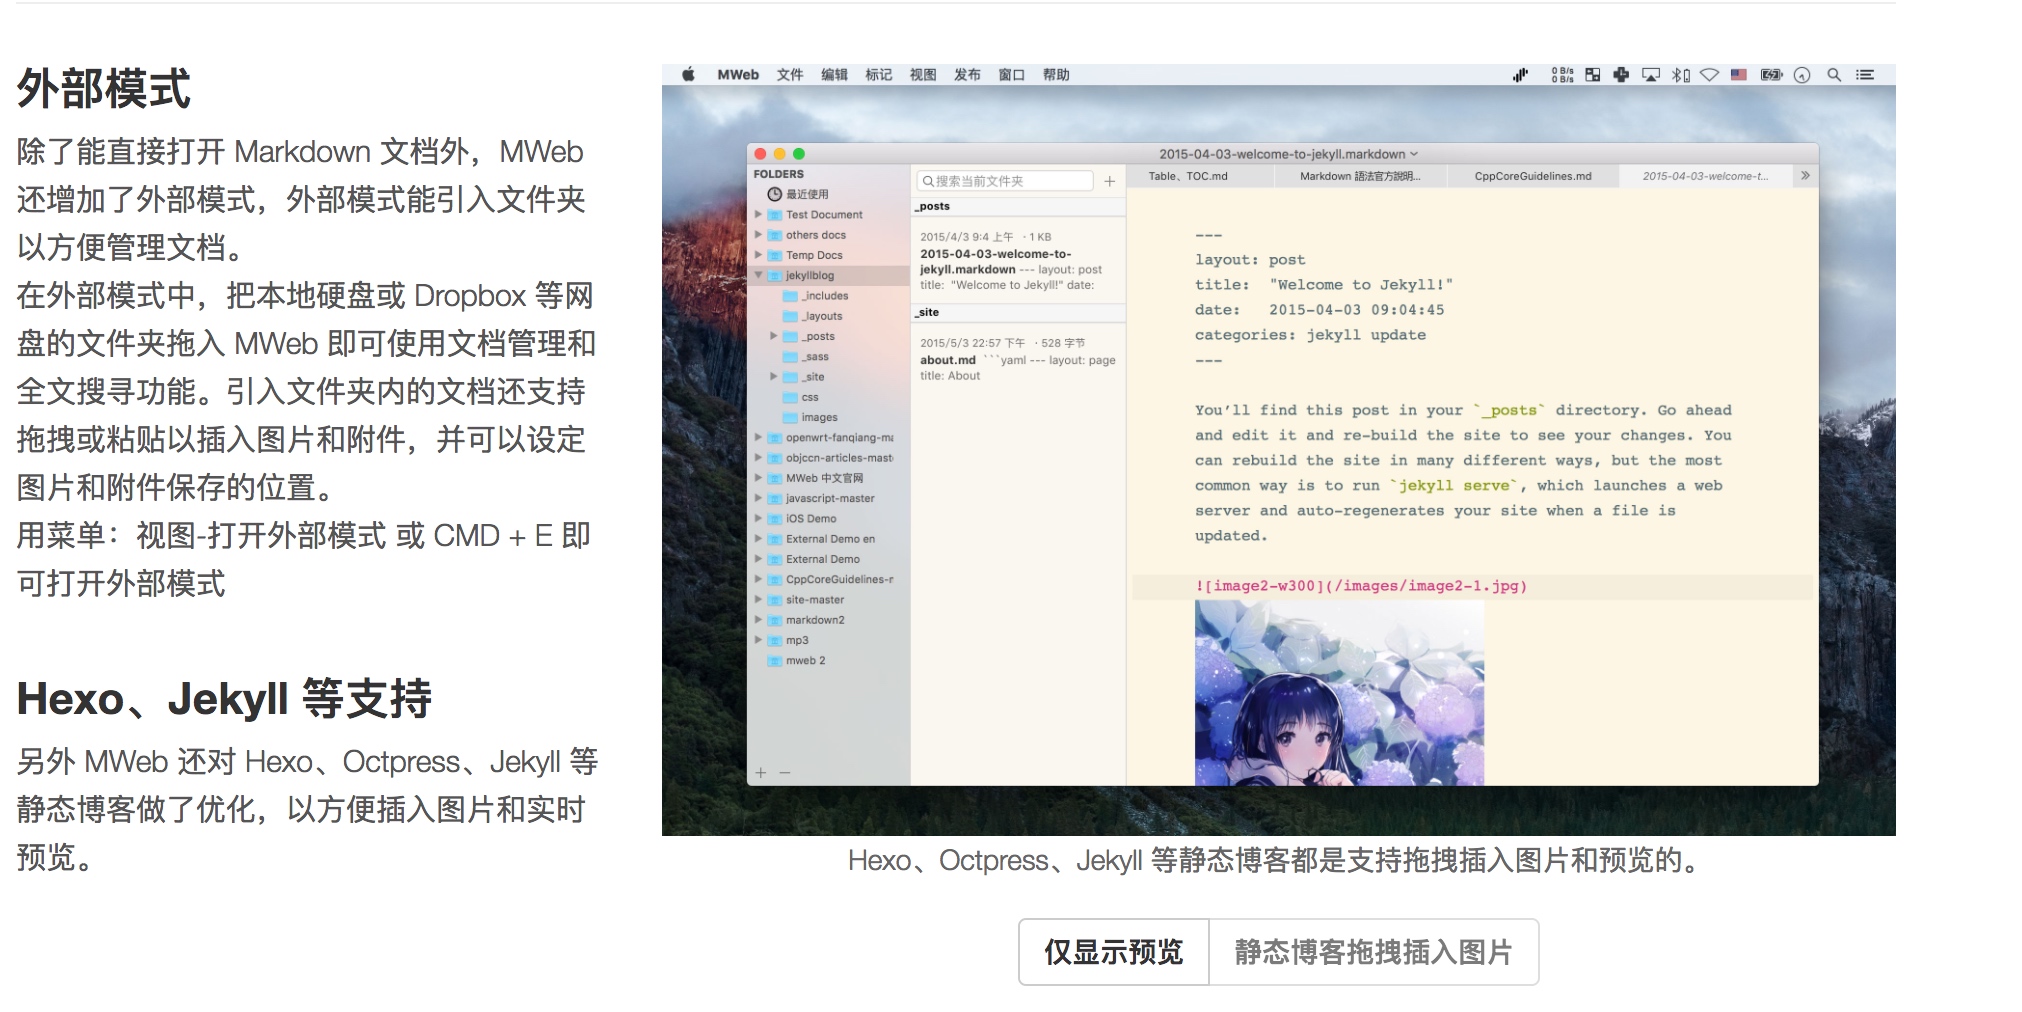 外部模式
除了能直接打开 Markdown 文档外，MWeb
还增加了外部模式，外部模式能引入文件夹
以方便管理文档。
在外部模式中，把本地硬盘或 Dropbox 等网
盘的文件夹拖入 MWeb 即可使用文档管理和
全文搜寻功能。引入文件夹内的文档还支持
拖拽或粘贴以插入图片和附件，并可以设定
图片和附件保存的位置。
用菜单：视图-打开外部模式 或 CMD + E 即
可打开外部模式
Hexo、Jekyll 等支持
另外 MWeb 还对 Hexo、Octpress、Jekyll 等
静态博客做了优化，以方便插入图片和实时
预览。
MWeb 文件 编辑 标记 视图 发布 窗口 帮助
0 B/s
0 B/s
2015-04-03-welcome-to-jekyll.markdown
FOLDERS
最近使用
Test Document
others docs
Temp Docs
jekyllblog
_includes
_layouts
_posts
_sass
_site
css
images
openwrt-fanqiang-ma
objccn-articles-mast
MWeb 中文官网
javascript-master
iOS Demo
External Demo en
External Demo
CppCoreGuidelines-r
site-master
markdown2
mp3
mweb 2
搜索当前文件夹
_posts
2015/4/3 9:4 上午 · 1 KB
2015-04-03-welcome-to-
jekyll.markdown --- layout: post
title: "Welcome to Jekyll!" date:
_site
2015/5/3 22:57 下午 · 528 字节
about.md ```yaml --- layout: page
title: About
Table、TOC.md Markdown 語法官方說明... CppCoreGuidelines.md 2015-04-03-welcome-t...
---
layout: post
title: "Welcome to Jekyll!"
date: 2015-04-03 09:04:45
categories: jekyll update
---
You’ll find this post in your `_posts` directory. Go ahead
and edit it and re-build the site to see your changes. You
can rebuild the site in many different ways, but the most
common way is to run `jekyll serve`, which launches a web
server and auto-regenerates your site when a file is
updated.
![image2-w300](/images/image2-1.jpg)
Hexo、Octpress、Jekyll 等静态博客都是支持拖拽插入图片和预览的。
仅显示预览 静态博客拖拽插入图片